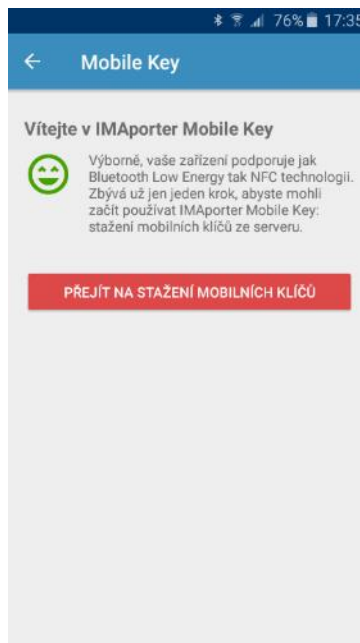 76% 17:35
Mobile Key
Vítejte v IMAporter Mobile Key
Výborně, vaše zařízení podporuje jak
Bluetooth Low Energy tak NFC technologii.
Zbývá už jen jeden krok, abyste mohli
začít používat IMAporter Mobile Key:
stažení mobilních klíčů ze serveru.
PŘEJÍT NA STAŽENÍ MOBILNÍCH KLÍČŮ